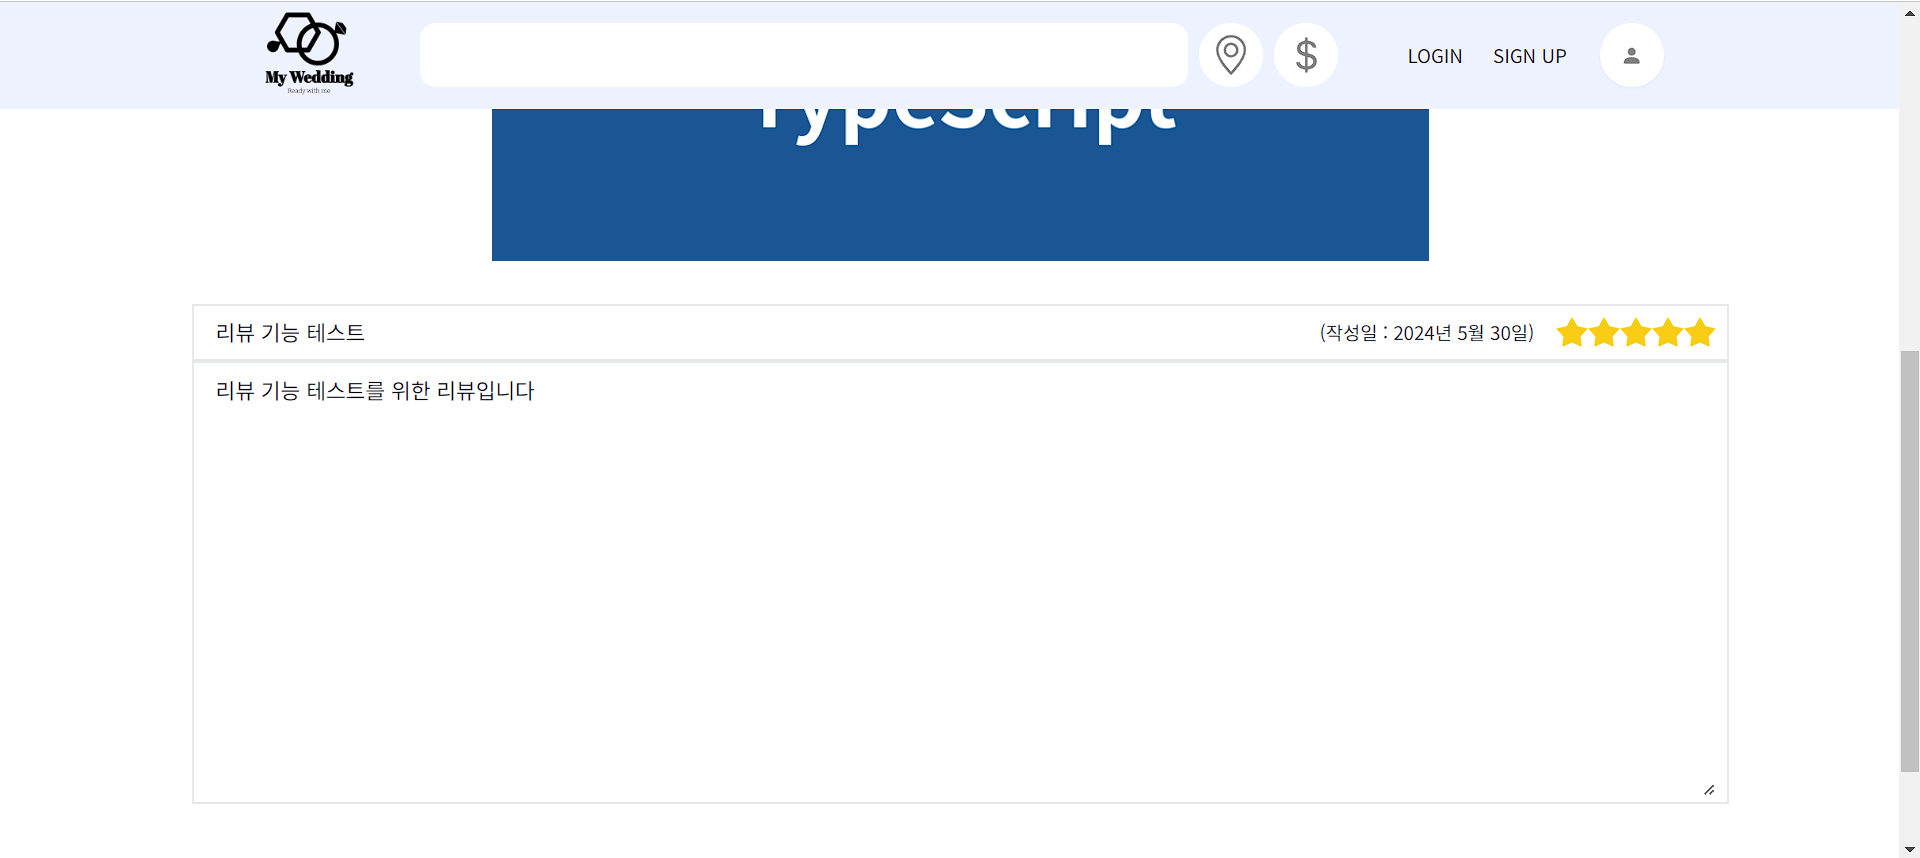 My Wedding
Ready with me
$
LOGIN SIGN UP
TypeScript
리뷰 기능 테스트 (작성일 : 2024년 5월 30일)
리뷰 기능 테스트를 위한 리뷰입니다